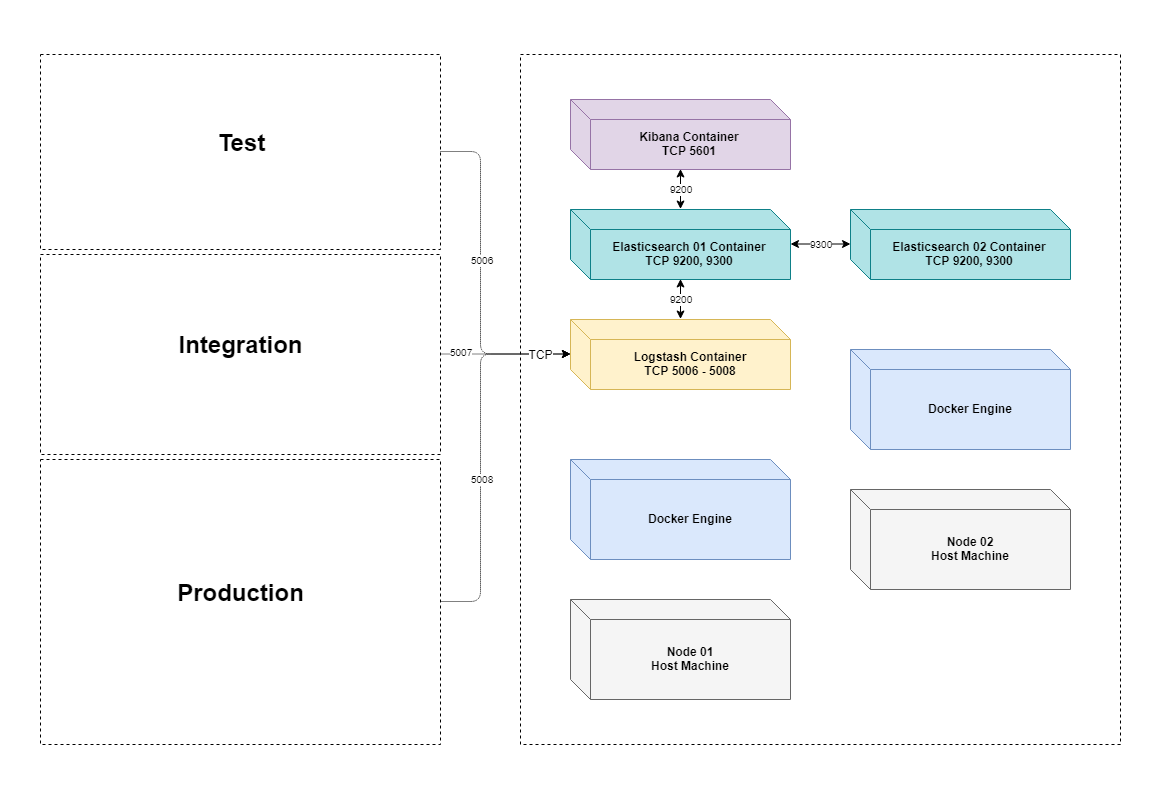 Test
Integration
Production
5006
5007
5008
TCP
Kibana Container
TCP 5601
9200
Elasticsearch 01 Container
TCP 9200, 9300
9300
Elasticsearch 02 Container
TCP 9200, 9300
9200
Logstash Container
TCP 5006 - 5008
Docker Engine
Docker Engine
Node 02
Host Machine
Node 01
Host Machine